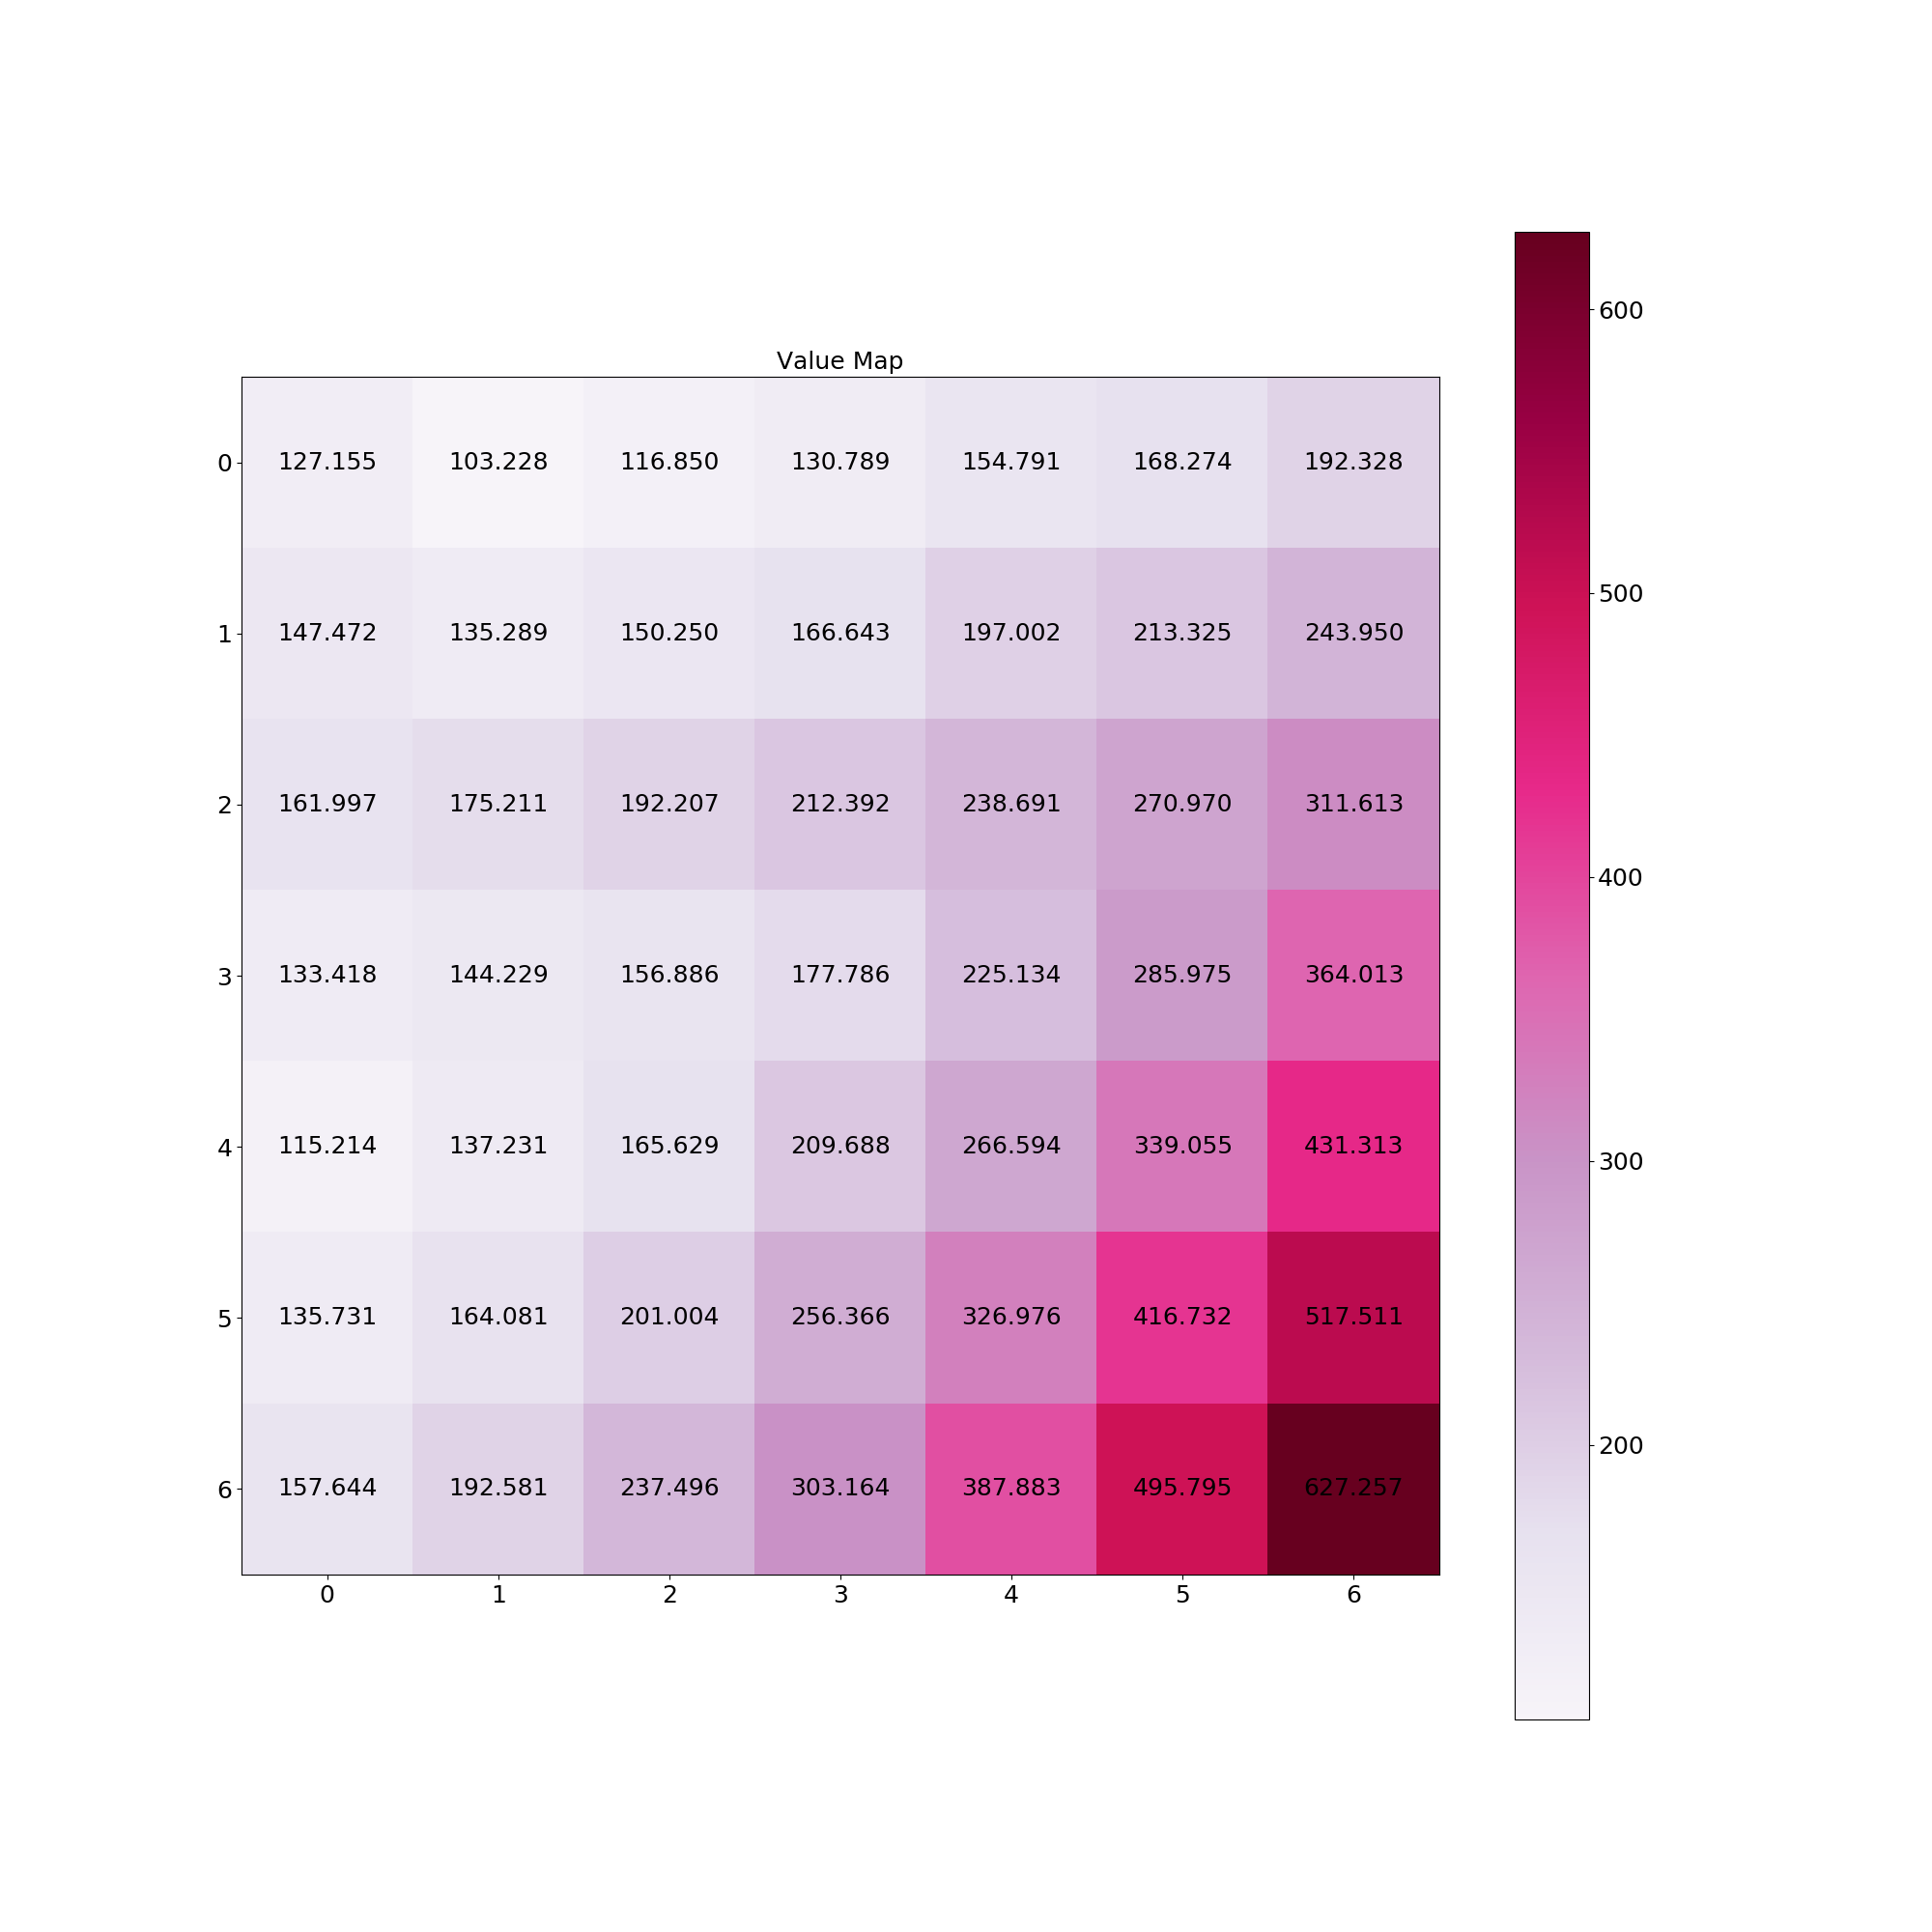 Value Map
0 127.155 103.228 116.850 130.789 154.791 168.274 192.328
1 147.472 135.289 150.250 166.643 197.002 213.325 243.950
2 161.997 175.211 192.207 212.392 238.691 270.970 311.613
3 133.418 144.229 156.886 177.786 225.134 285.975 364.013
4 115.214 137.231 165.629 209.688 266.594 339.055 431.313
5 135.731 164.081 201.004 256.366 326.976 416.732 517.511
6 157.644 192.581 237.496 303.164 387.883 495.795 627.257
0 1 2 3 4 5 6
600
500
400
300
200